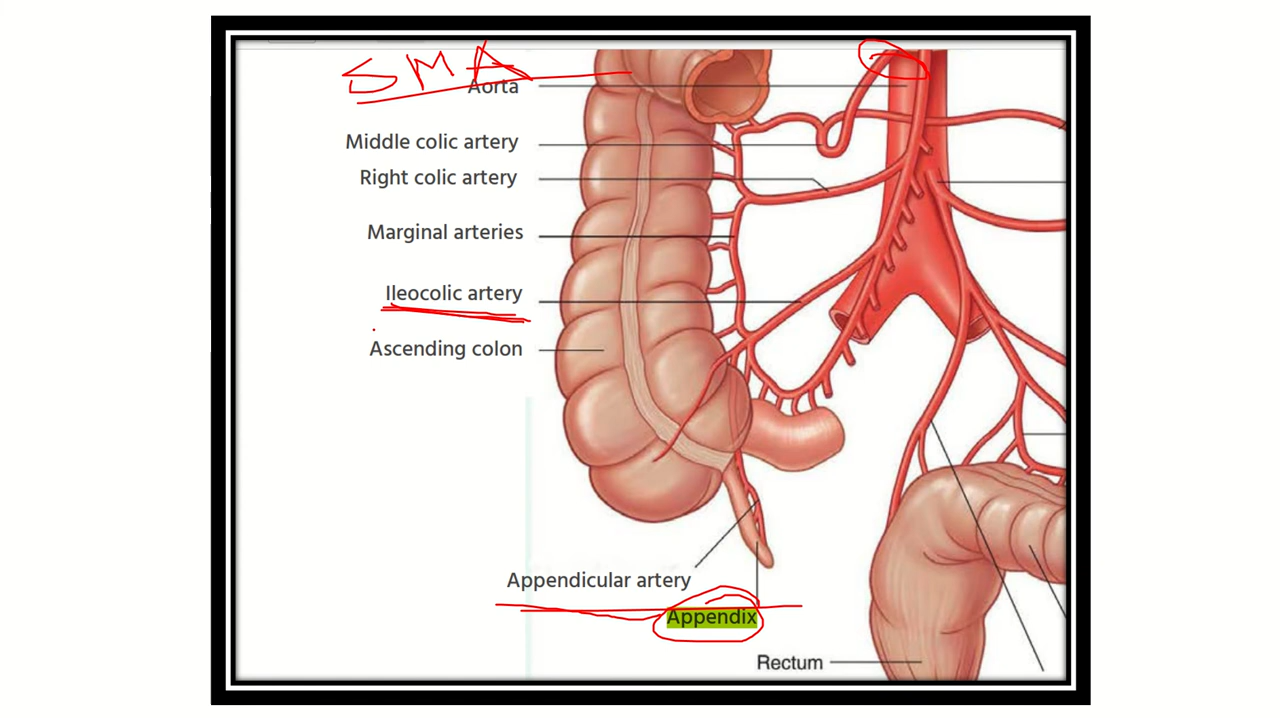 SMA
Aorta
Middle colic artery
Right colic artery
Marginal arteries
Ileocolic artery
Ascending colon
Appendicular artery
Appendix
Rectum